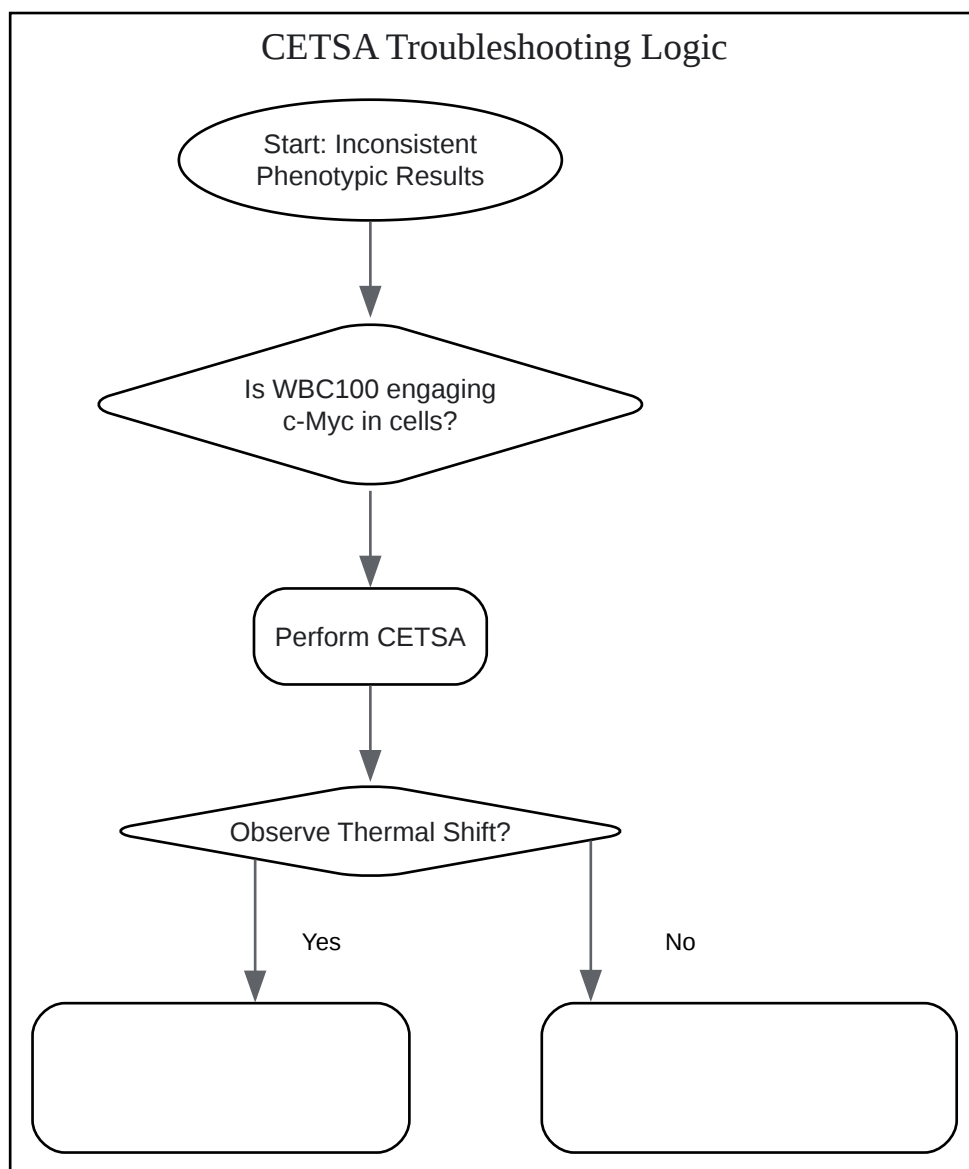 CETSA Troubleshooting Logic
Start: Inconsistent
Phenotypic Results
Is WBC100 engaging
c-Myc in cells?
Perform CETSA
Observe Thermal Shift?
Yes
No